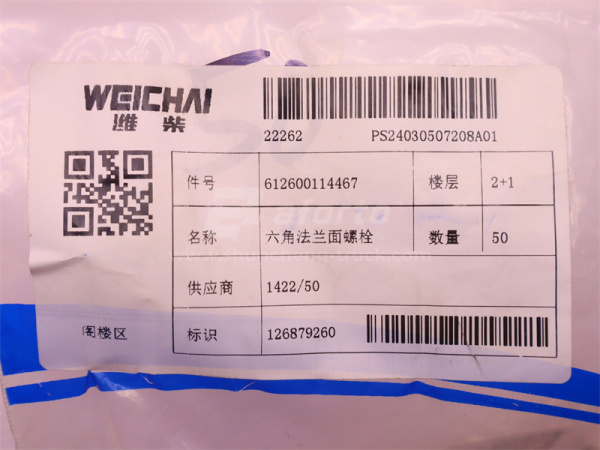 WEICHAI
潍柴
22262 PS24030507208A01
件号 612600114467 楼层 2+1
名称 六角法兰面螺栓 数量 50
供应商 1422/50
阁楼区 标识 126879260